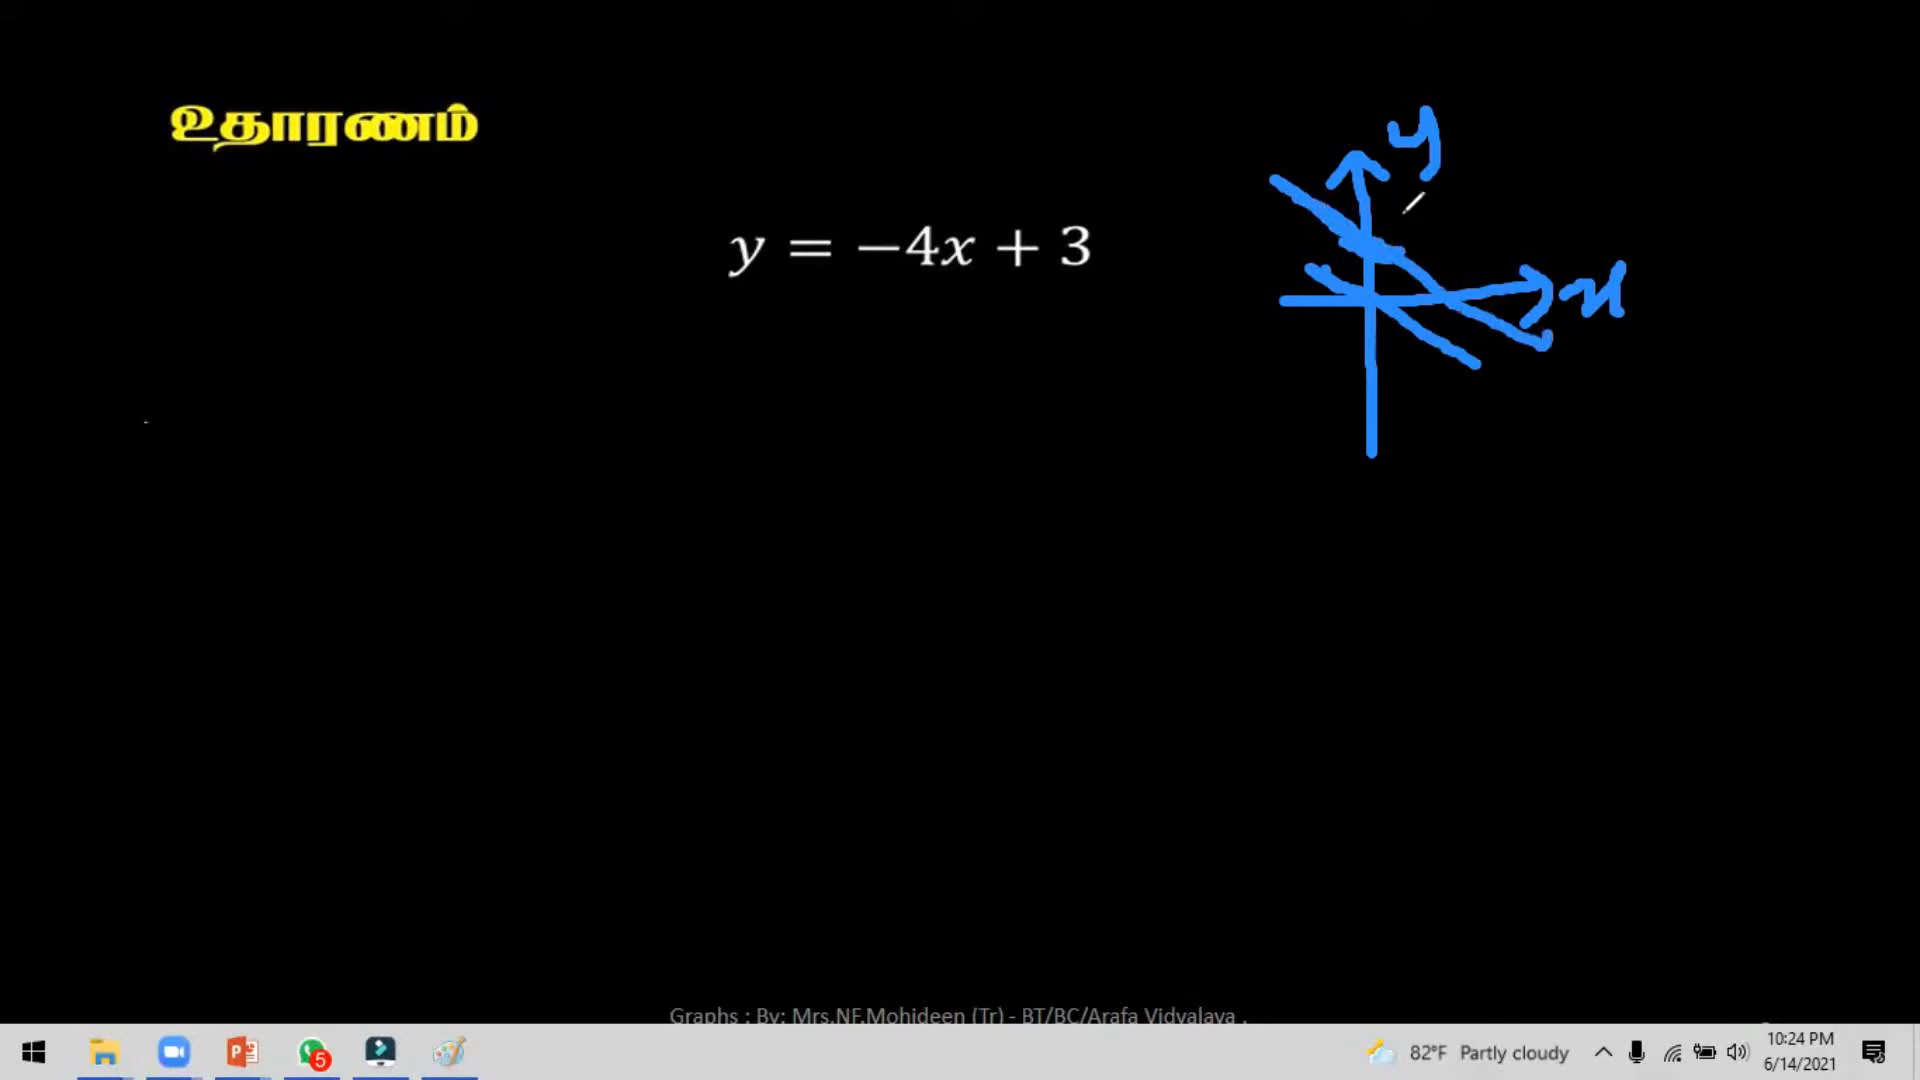 உதாரணம்
y
y = −4x + 3
x
Graphs : By: Mrs.NF.Mohideen (Tr) - BT/BC/Arafa Vidyalaya .
5
82°F Partly cloudy
10:24 PM
6/14/2021